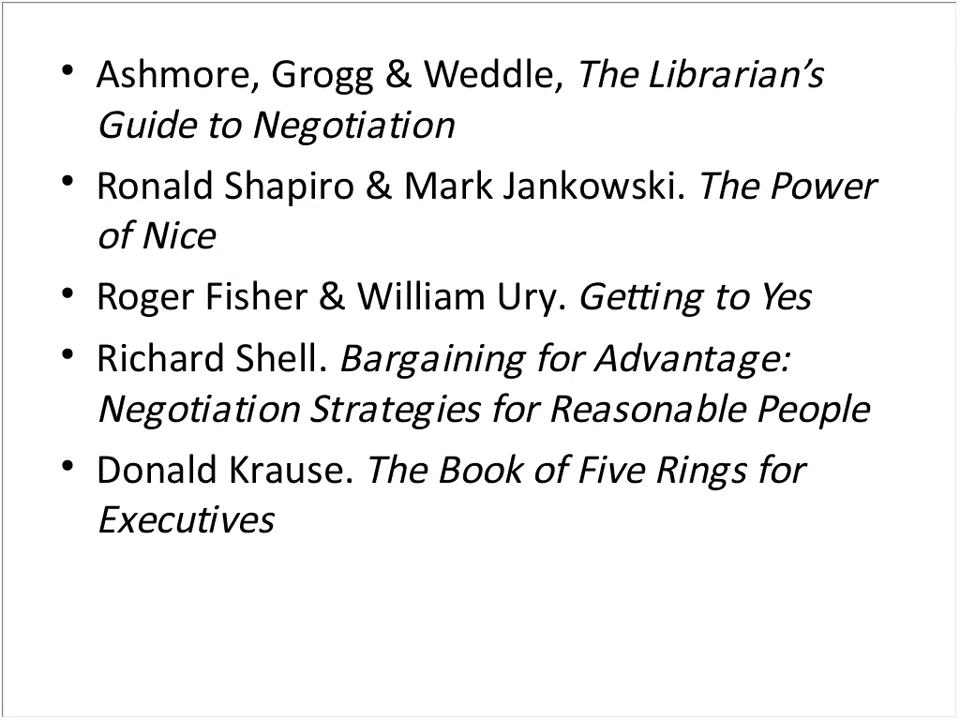 • Ashmore, Grogg & Weddle, The Librarian’s
Guide to Negotiation
• Ronald Shapiro & Mark Jankowski. The Power
of Nice
• Roger Fisher & William Ury. Getting to Yes
• Richard Shell. Bargaining for Advantage:
Negotiation Strategies for Reasonable People
• Donald Krause. The Book of Five Rings for
Executives